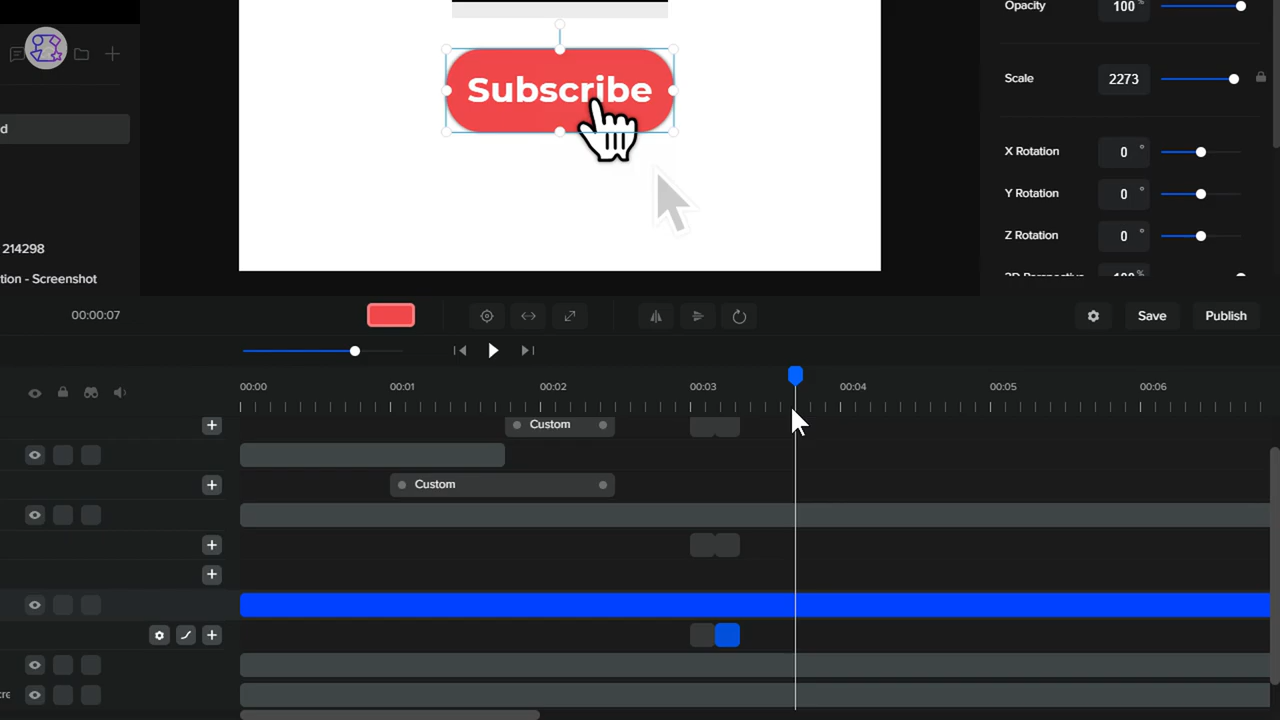 Opacity
100 %
Subscribe
Scale
2273
d
X Rotation
0 °
Y Rotation
0 °
214298
Z Rotation
0 °
tion - Screenshot
00:00:07
Save
Publish
00:00
00:01
00:02
00:03
00:04
00:05
00:06
Custom
Custom